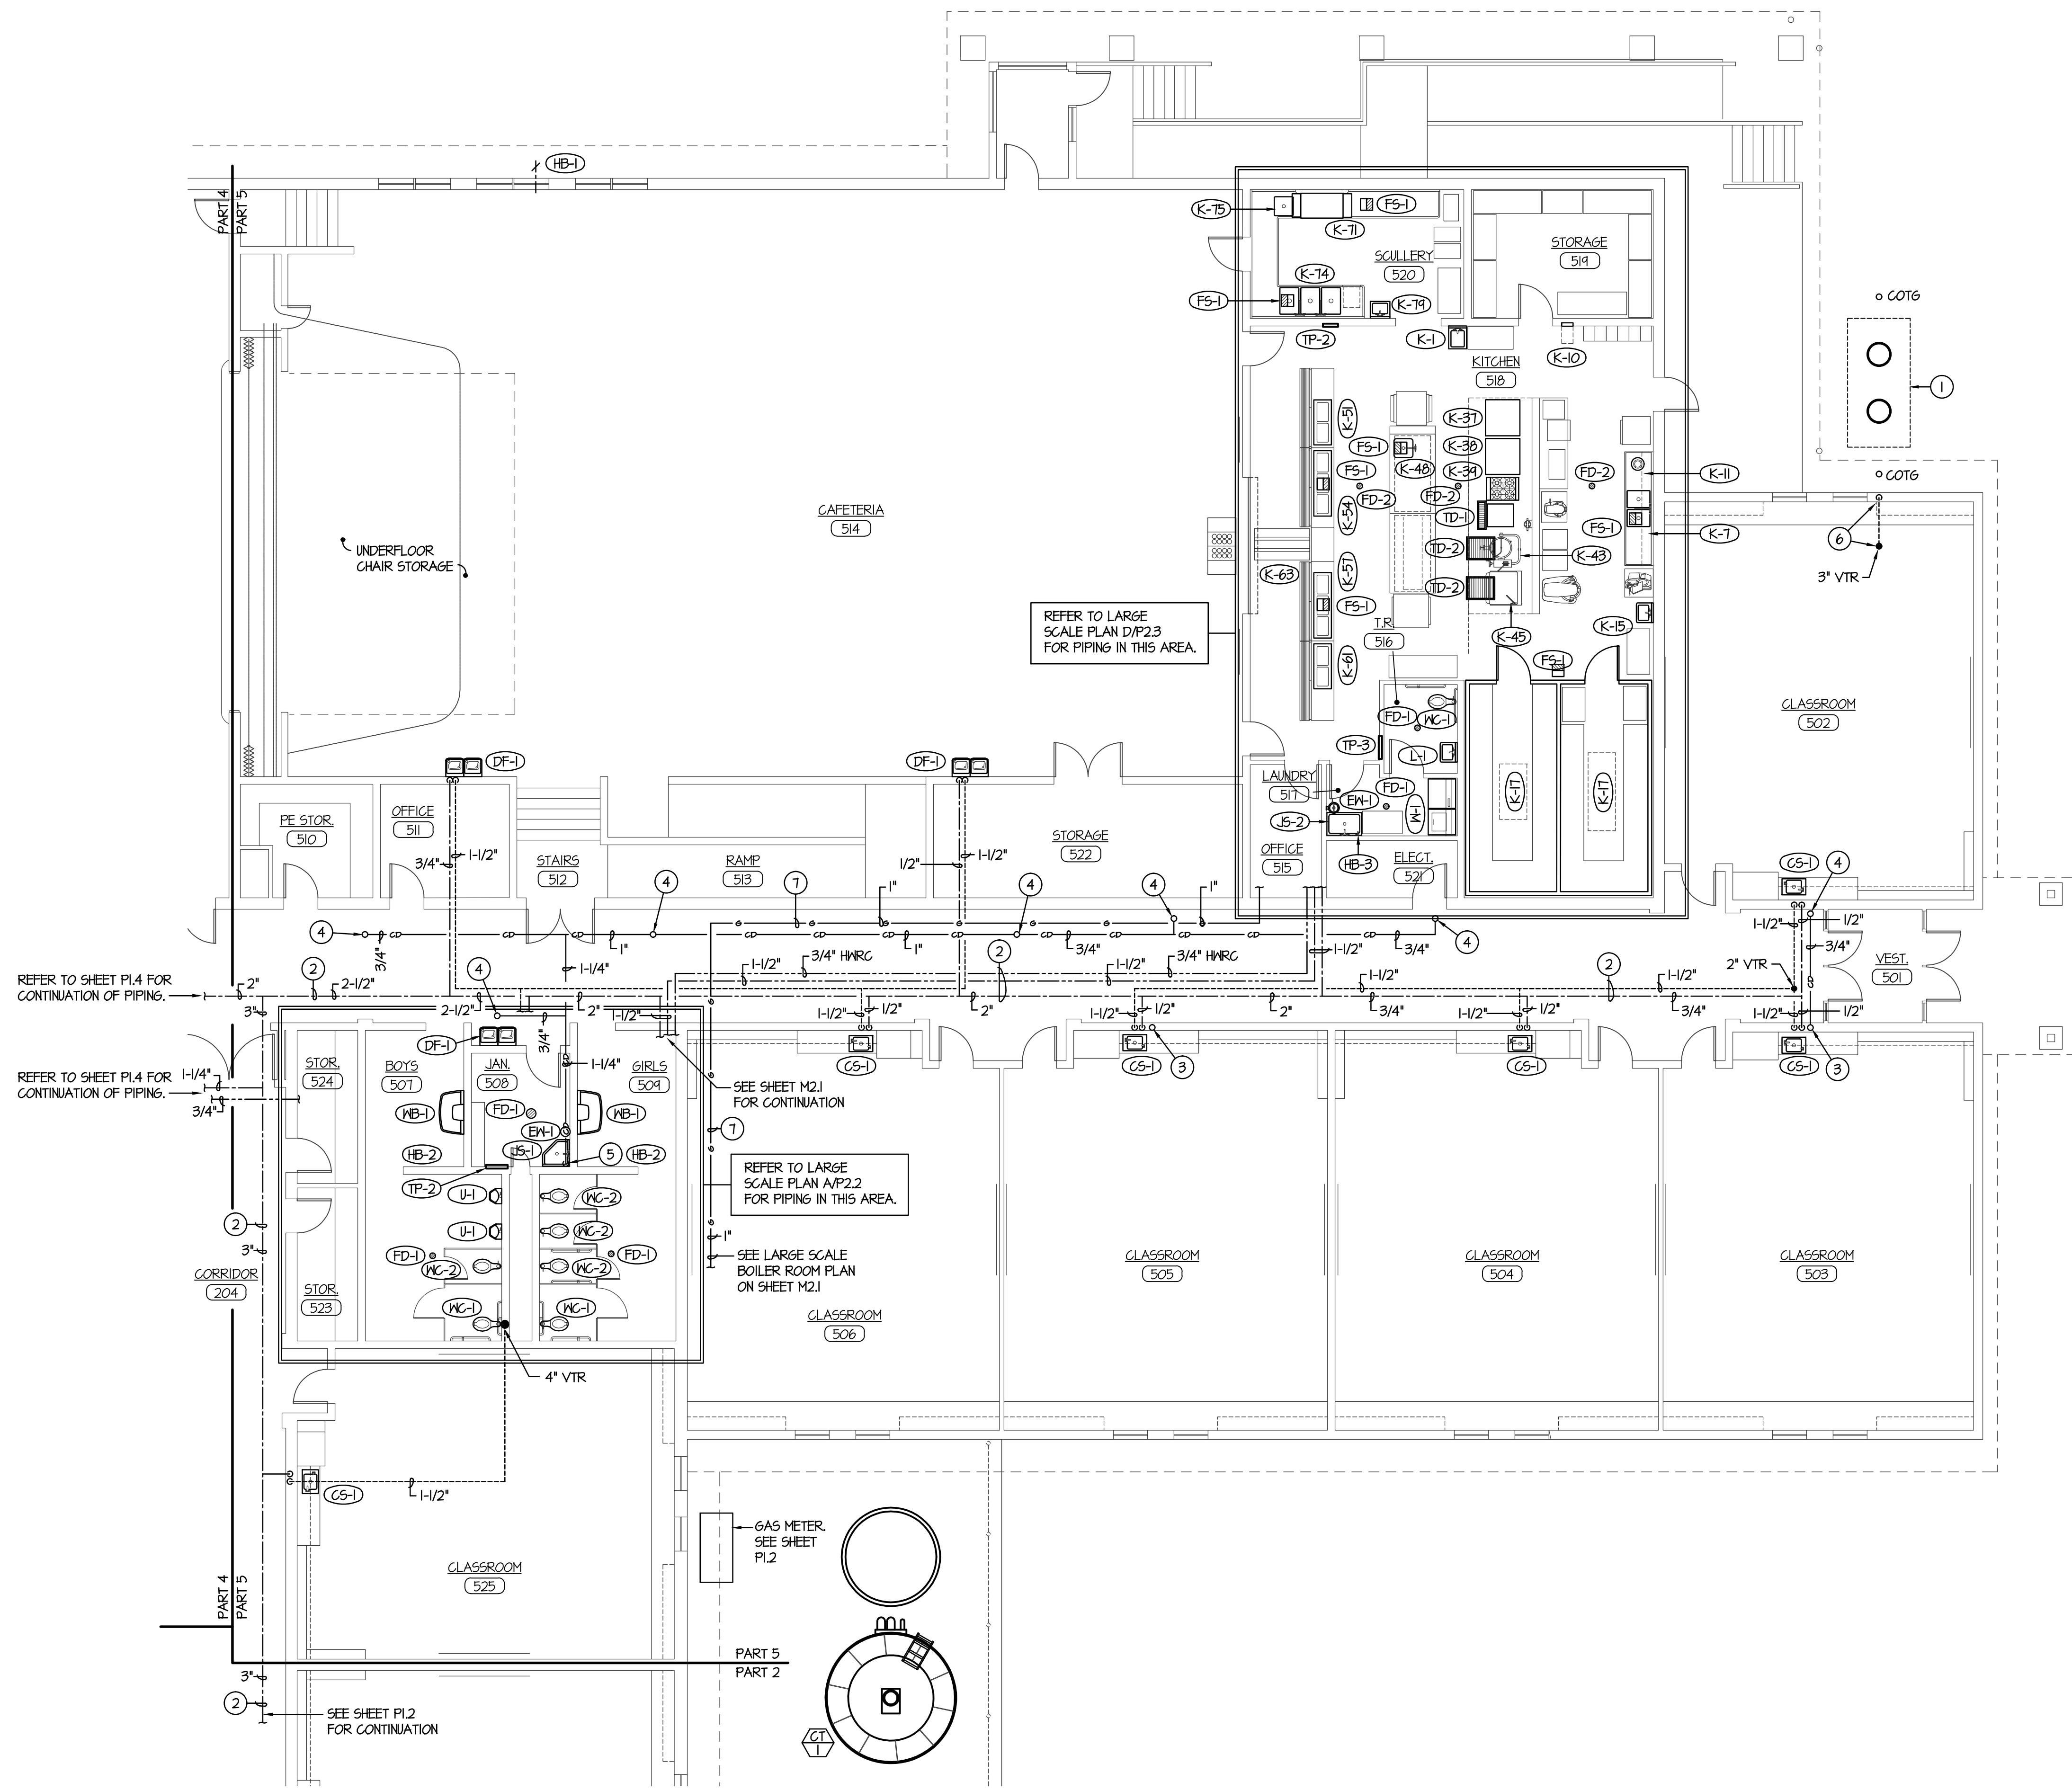 HB-1
PART 4
PART 5
K-75
FS-1
K-71
SCULLERY
520
STORAGE
519
K-74
FS-1
K-79
TP-2
K-1
K-10
KITCHEN
518
COTG
1
COTG
K-51
K-37
K-38
K-39
FS-1
K-48
FS-1
FD-2
FD-2
FD-2
K-11
K-54
TD-1
FS-1
K-7
TD-2
K-43
TD-2
K-57
K-63
FS-1
K-15
K-45
T.R.
516
K-61
FS-1
6
3" VTR
CAFETERIA
514
UNDERFLOOR
CHAIR STORAGE
REFER TO LARGE
SCALE PLAN D/P2.3
FOR PIPING IN THIS AREA.
CLASSROOM
502
FD-1
WC-1
TP-3
L-1
LAUNDRY
517
FD-1
EW-1
M-1
JS-2
HB-3
K-17
K-17
DF-1
DF-1
PE STOR.
510
OFFICE
511
3/4"
1-1/2"
STAIRS
512
RAMP
513
1/2"
1-1/2"
STORAGE
522
OFFICE
515
ELECT.
521
CS-1
4
4
7
1"
4
4
1"
1-1/2"
1/2"
4
3/4"
CD
CD
CD
1"
G
G
G
G
G
G
CD
CD
CD
1"
CD
CD
3/4"
CD
CD
3/4"
4
3/4"
VEST.
501
REFER TO SHEET P1.4 FOR
CONTINUATION OF PIPING.
2"
2
2-1/2"
4
1-1/4"
1-1/2"
3/4" HWRC
2
1-1/2"
3/4" HWRC
1-1/2"
1-1/2"
2
1-1/2"
2" VTR
3"
2-1/2"
2"
1-1/2"
1-1/2"
1/2"
2"
1-1/2"
1/2"
2"
3/4"
1-1/2"
1/2"
3/4"
1-1/2"
1/2"
DF-1
3/4"
1-1/4"
CS-1
CS-1
3
CS-1
CS-1
3
REFER TO SHEET P1.4 FOR
CONTINUATION OF PIPING.
1-1/4"
3/4"
STOR.
524
BOYS
507
JAN.
508
GIRLS
509
SEE SHEET M2.1
FOR CONTINUATION
WB-1
FD-1
WB-1
EW-1
7
HB-2
JS-1
5
HB-2
TP-2
U-1
WC-2
REFER TO LARGE
SCALE PLAN A/P2.2
FOR PIPING IN THIS AREA.
2
U-1
WC-2
3"
FD-1
WC-2
WC-2
FD-1
1"
SEE LARGE SCALE
BOILER ROOM PLAN
ON SHEET M2.1
CORRIDOR
204
STOR.
523
WC-1
WC-1
CLASSROOM
506
CLASSROOM
505
CLASSROOM
504
CLASSROOM
503
4" VTR
CS-1
1-1/2"
GAS METER.
SEE SHEET
P1.2
CLASSROOM
525
PART 4
PART 5
PART 5
PART 2
3"
2
SEE SHEET P1.2
FOR CONTINUATION
CT
1